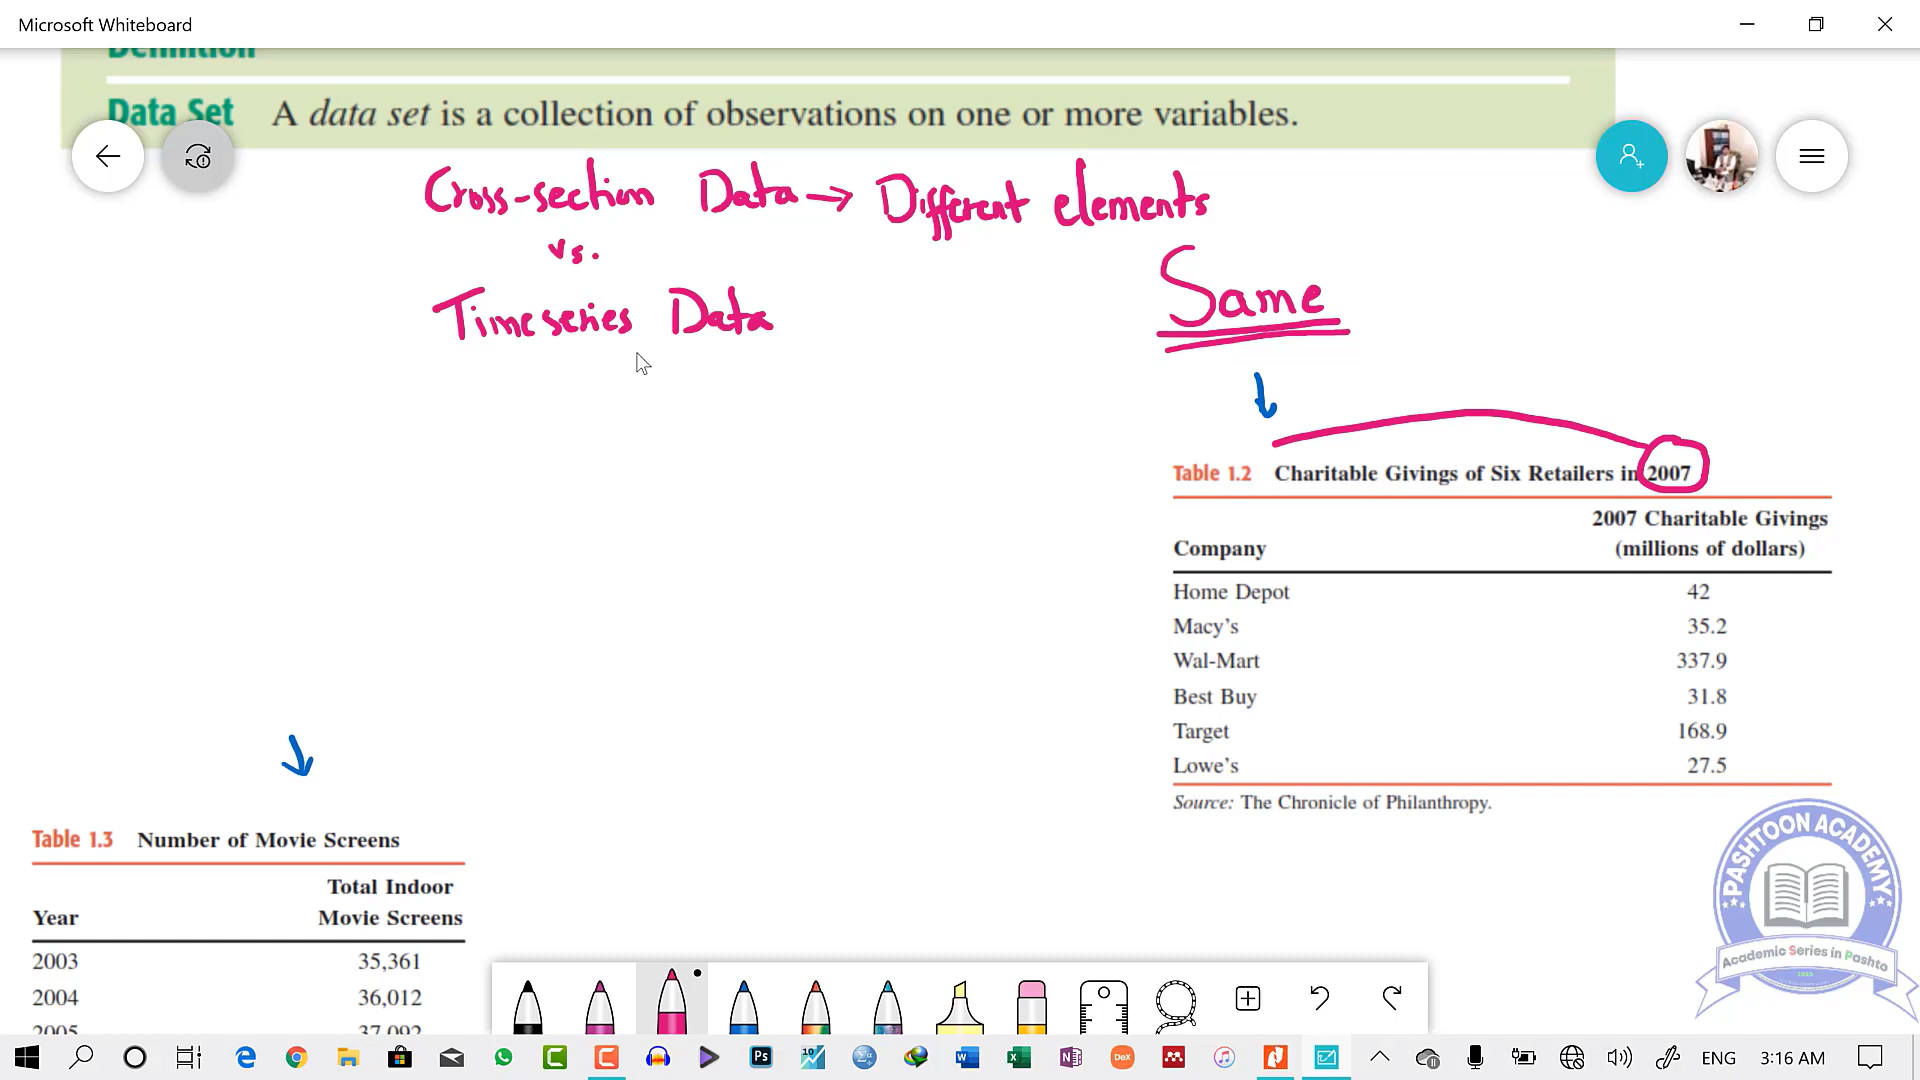 Microsoft Whiteboard
Definition
Data Set A data set is a collection of observations on one or more variables.
Cross-section Data → Different elements
vs.
Same
Timeseries Data
Table 1.2 Charitable Givings of Six Retailers in 2007
2007 Charitable Givings
Company (millions of dollars)
Home Depot 42
Macy's 35.2
Wal-Mart 337.9
Best Buy 31.8
Target 168.9
Lowe's 27.5
Source: The Chronicle of Philanthropy.
Table 1.3 Number of Movie Screens
Total Indoor
Year Movie Screens
2003 35,361
2004 36,012
2005 37,092
PASHTOON ACADEMY
Academic Series in Pashto
ENG 3:16 AM